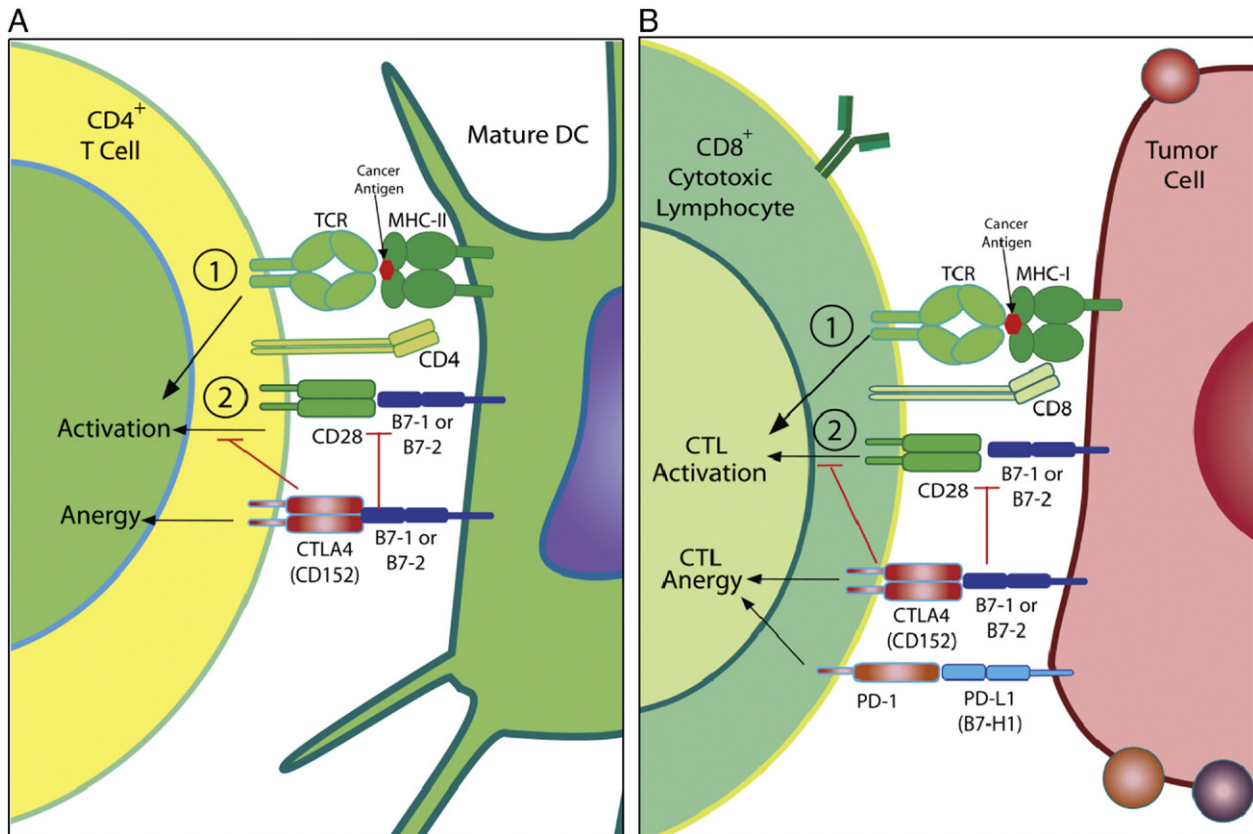 A
CD4+
T Cell
Mature DC
Cancer
Antigen
TCR
MHC-II
1
CD4
2
Activation
CD28
B7-1 or
B7-2
Anergy
CTLA4
(CD152)
B7-1 or
B7-2
B
CD8+
Cytotoxic
Lymphocyte
Tumor
Cell
Cancer
Antigen
TCR
MHC-I
1
CD8
2
CTL
Activation
CD28
B7-1 or
B7-2
CTL
Anergy
CTLA4
(CD152)
B7-1 or
B7-2
PD-1
PD-L1
(B7-H1)